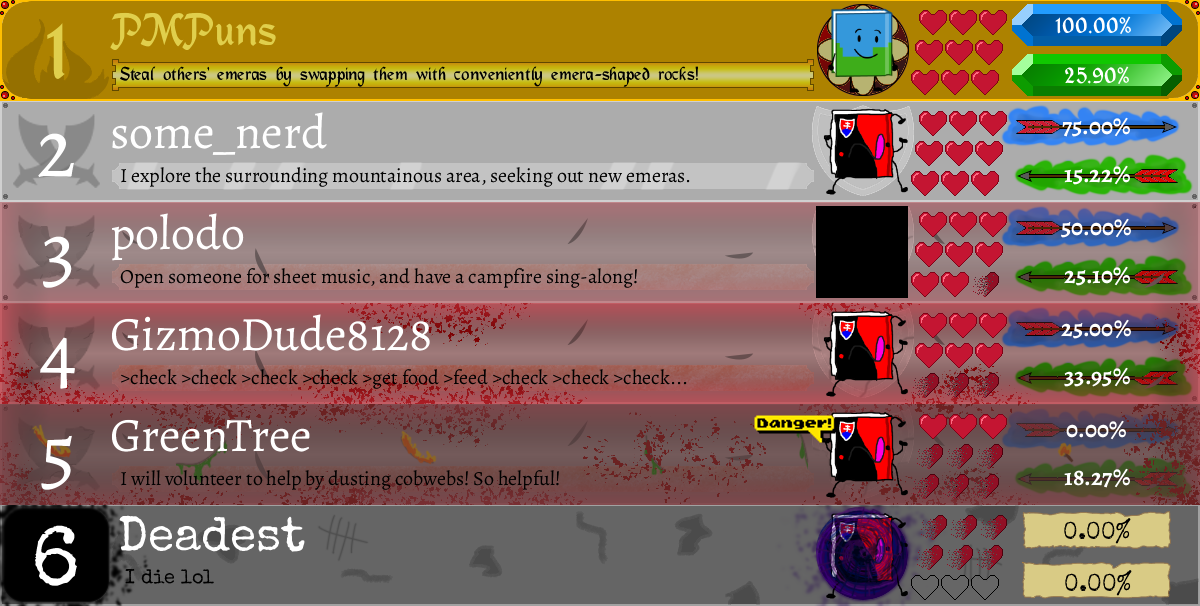 1
PMPuns
Steal others' emeras by swapping them with conveniently emera-shaped rocks!
100.00%
25.90%
2
some_nerd
I explore the surrounding mountainous area, seeking out new emeras.
75.00%
15.22%
3
polodo
Open someone for sheet music, and have a campfire sing-along!
50.00%
25.10%
4
GizmoDude8128
>check >check >check >check >get food >feed >check >check >check...
25.00%
33.95%
5
GreenTree
I will volunteer to help by dusting cobwebs! So helpful!
Danger!
0.00%
18.27%
6
Deadest
I die lol
0.00%
0.00%